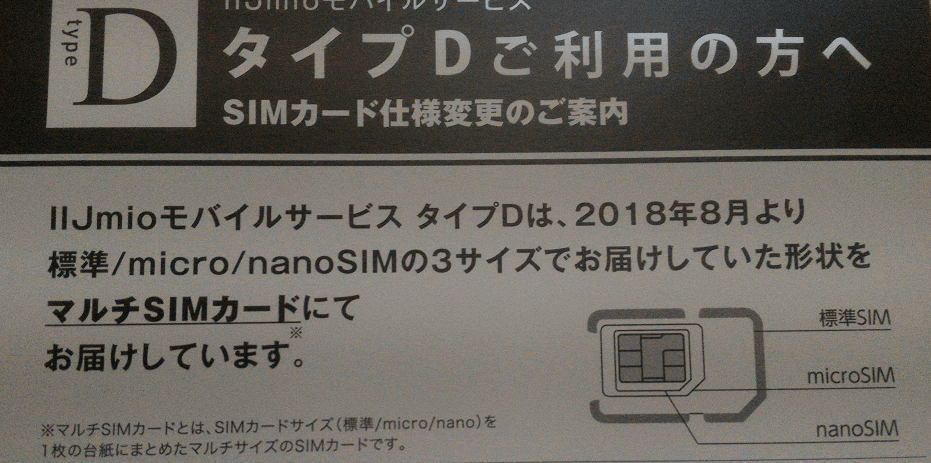 IIJmioモバイルサービス
type
D
タイプDご利用の方へ
SIMカード仕様変更のご案内
IIJmioモバイルサービス タイプDは、2018年8月より
標準/micro/nanoSIMの3サイズでお届けしていた形状を
マルチSIMカードにて
お届けしています。※
標準SIM
microSIM
nanoSIM
※マルチSIMカードとは、SIMカードサイズ(標準/micro/nano)を
1枚の台紙にまとめたマルチサイズのSIMカードです。